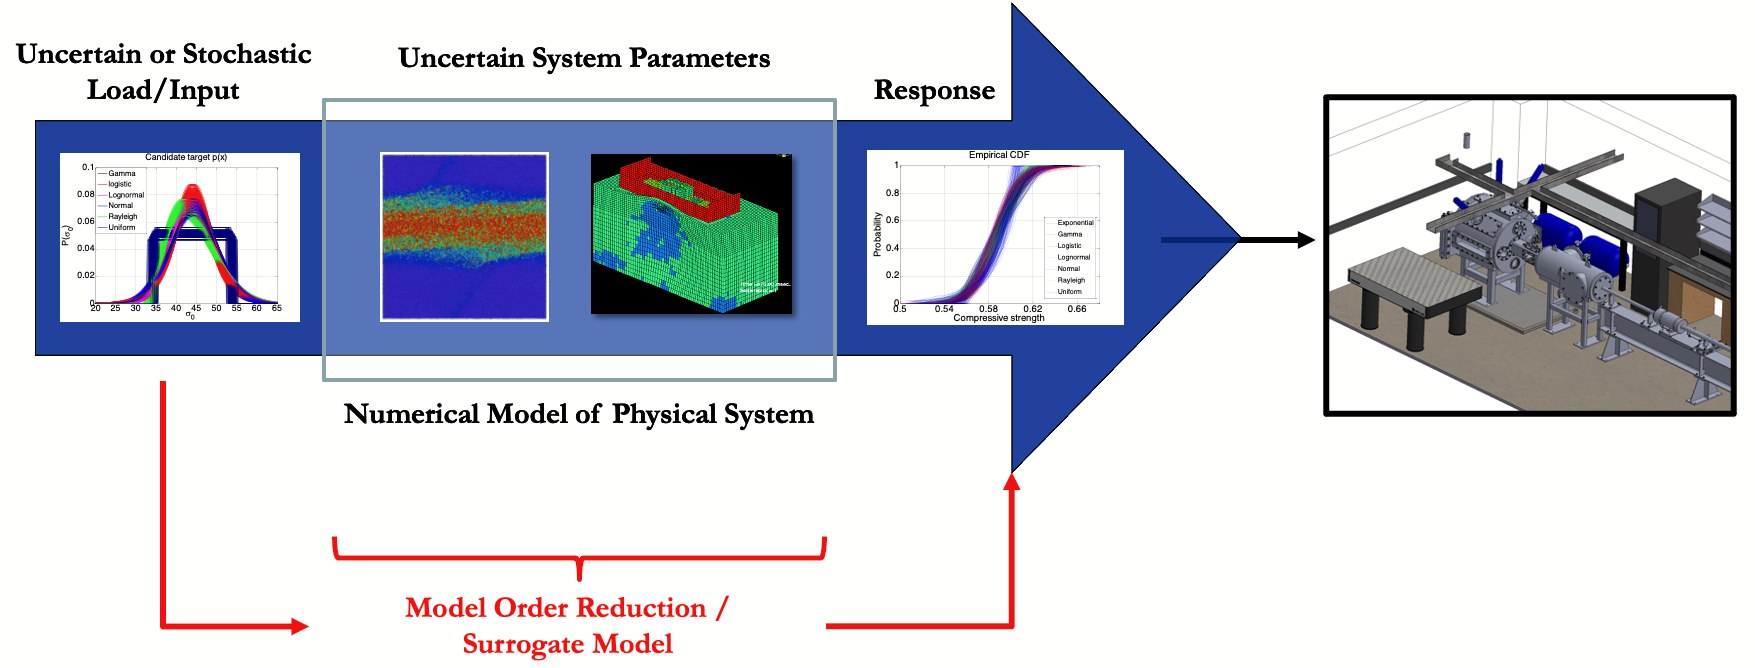 Uncertain or Stochastic
Load/Input
Uncertain System Parameters
Response
Candidate target p(x)
Gamma
logistic
Lognormal
Normal
Rayleigh
Uniform
P(σ0)
0.1
0.08
0.06
0.04
0.02
0
20 25 30 35 40 45 50 55 60 65
σ0
Empirical CDF
Probability
1
0.8
0.6
0.4
0.2
0
Exponential
Gamma
Logistic
Lognormal
Normal
Rayleigh
Uniform
0.5 0.54 0.58 0.62 0.66
Compressive strength
Numerical Model of Physical System
Model Order Reduction /
Surrogate Model